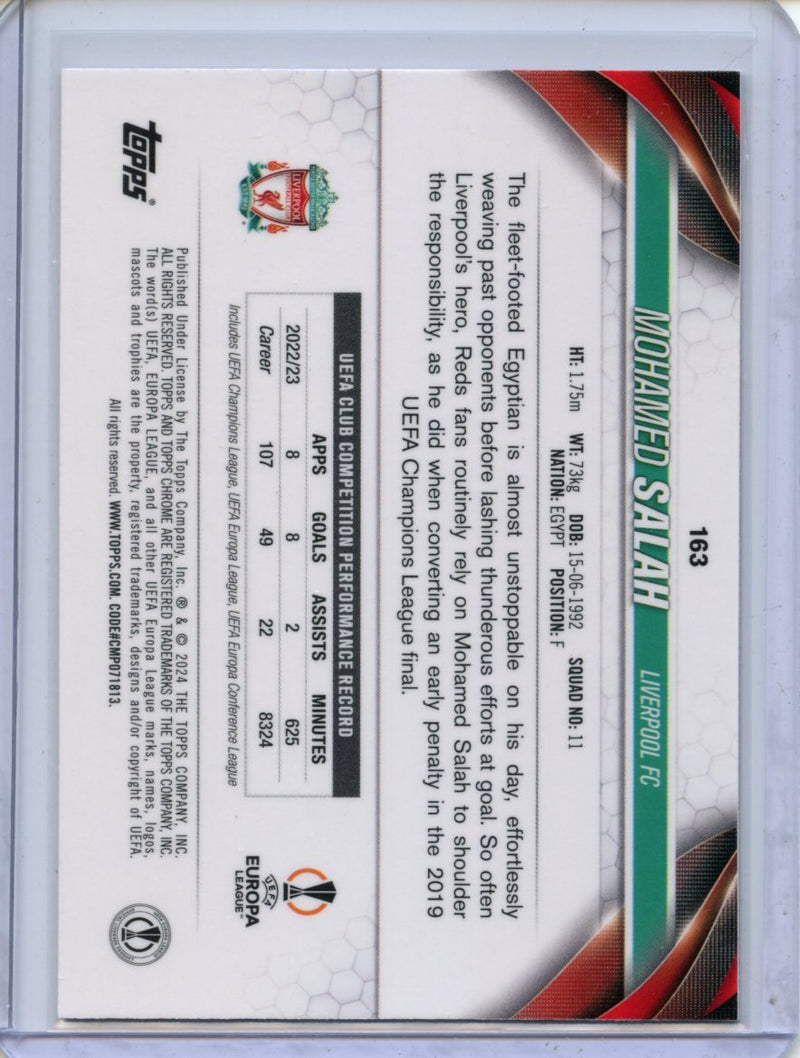 163
MOHAMED SALAH LIVERPOOL FC
HT: 1.75m WT: 73kg DOB: 15-06-1992 SQUAD NO: 11
NATION: EGYPT POSITION: F
The fleet-footed Egyptian is almost unstoppable on his day, effortlessly
weaving past opponents before lashing thunderous efforts at goal. So often
Liverpool's hero, Reds fans routinely rely on Mohamed Salah to shoulder
the responsibility, as he did when converting an early penalty in the 2019
UEFA Champions League final.
LIVERPOOL
FOOTBALL CLUB
UEFA CLUB COMPETITION PERFORMANCE RECORD
APPS GOALS ASSISTS MINUTES
2022/23 8 8 2 625
Career 107 49 22 8324
Includes UEFA Champions League, UEFA Europa League, UEFA Europa Conference League
UEFA
EUROPA
LEAGUE™
topps®
Published Under License by The Topps Company, Inc. ® & © 2024 THE TOPPS COMPANY, INC.
ALL RIGHTS RESERVED. TOPPS AND TOPPS CHROME ARE REGISTERED TRADEMARKS OF THE TOPPS COMPANY, INC.
The word(s) UEFA, EUROPA LEAGUE, and all other UEFA Europa League marks, names, logos,
mascots and trophies are the property, registered trademarks, designs and/or copyright of UEFA.
All rights reserved. WWW.TOPPS.COM. CODE#CMP071813.